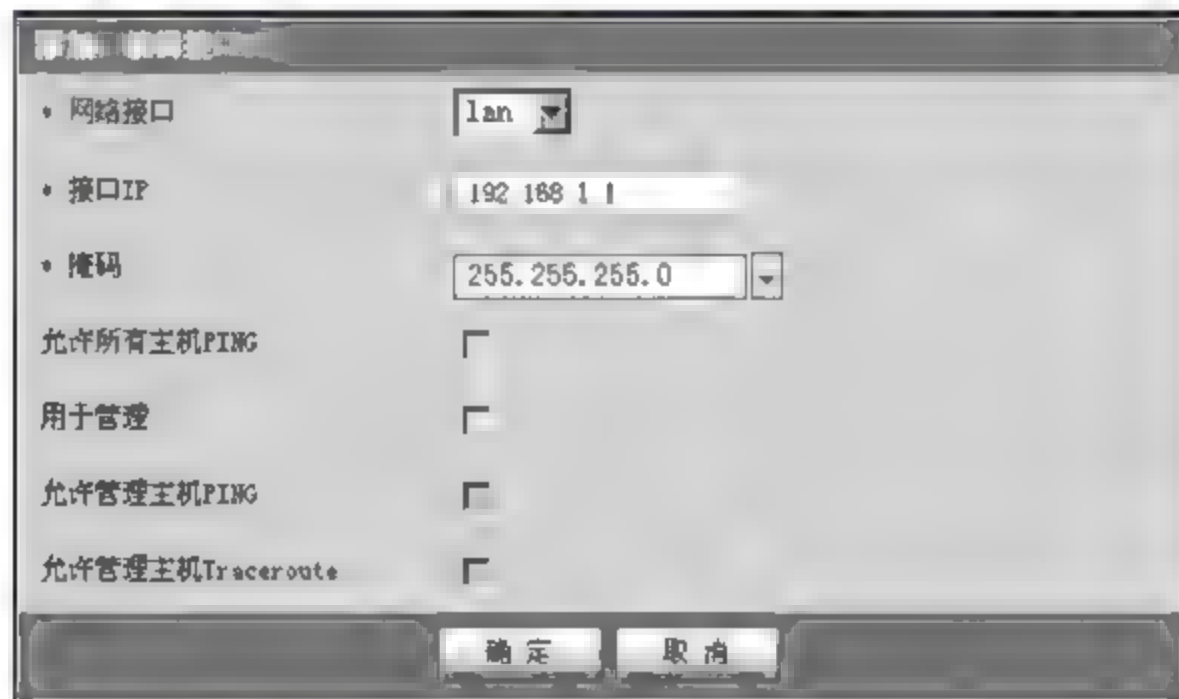 * 网络接口
lan
* 接口IP
192 168 1 1
* 掩码
255.255.255.0
允许所有主机PING
用于管理
允许管理主机PING
允许管理主机Traceroute
确定
取消